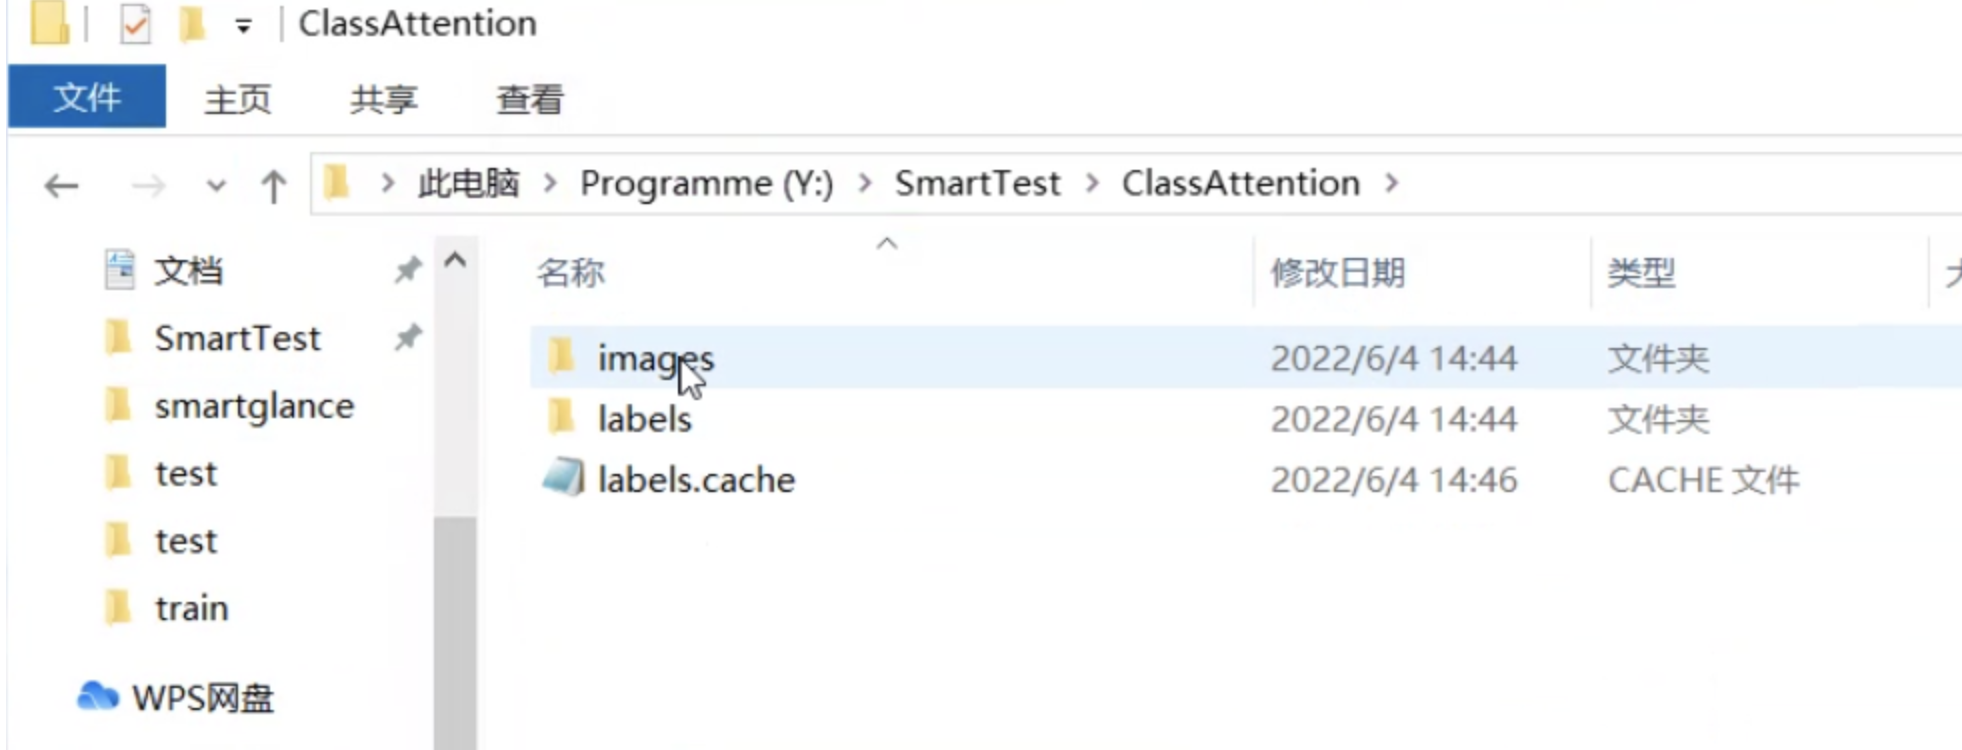 ClassAttention
文件 主页 共享 查看
此电脑 Programme (Y:) SmartTest ClassAttention
名称 修改日期 类型
文档
SmartTest
smartglance
test
test
train
WPS网盘
images 2022/6/4 14:44 文件夹
labels 2022/6/4 14:44 文件夹
labels.cache 2022/6/4 14:46 CACHE 文件